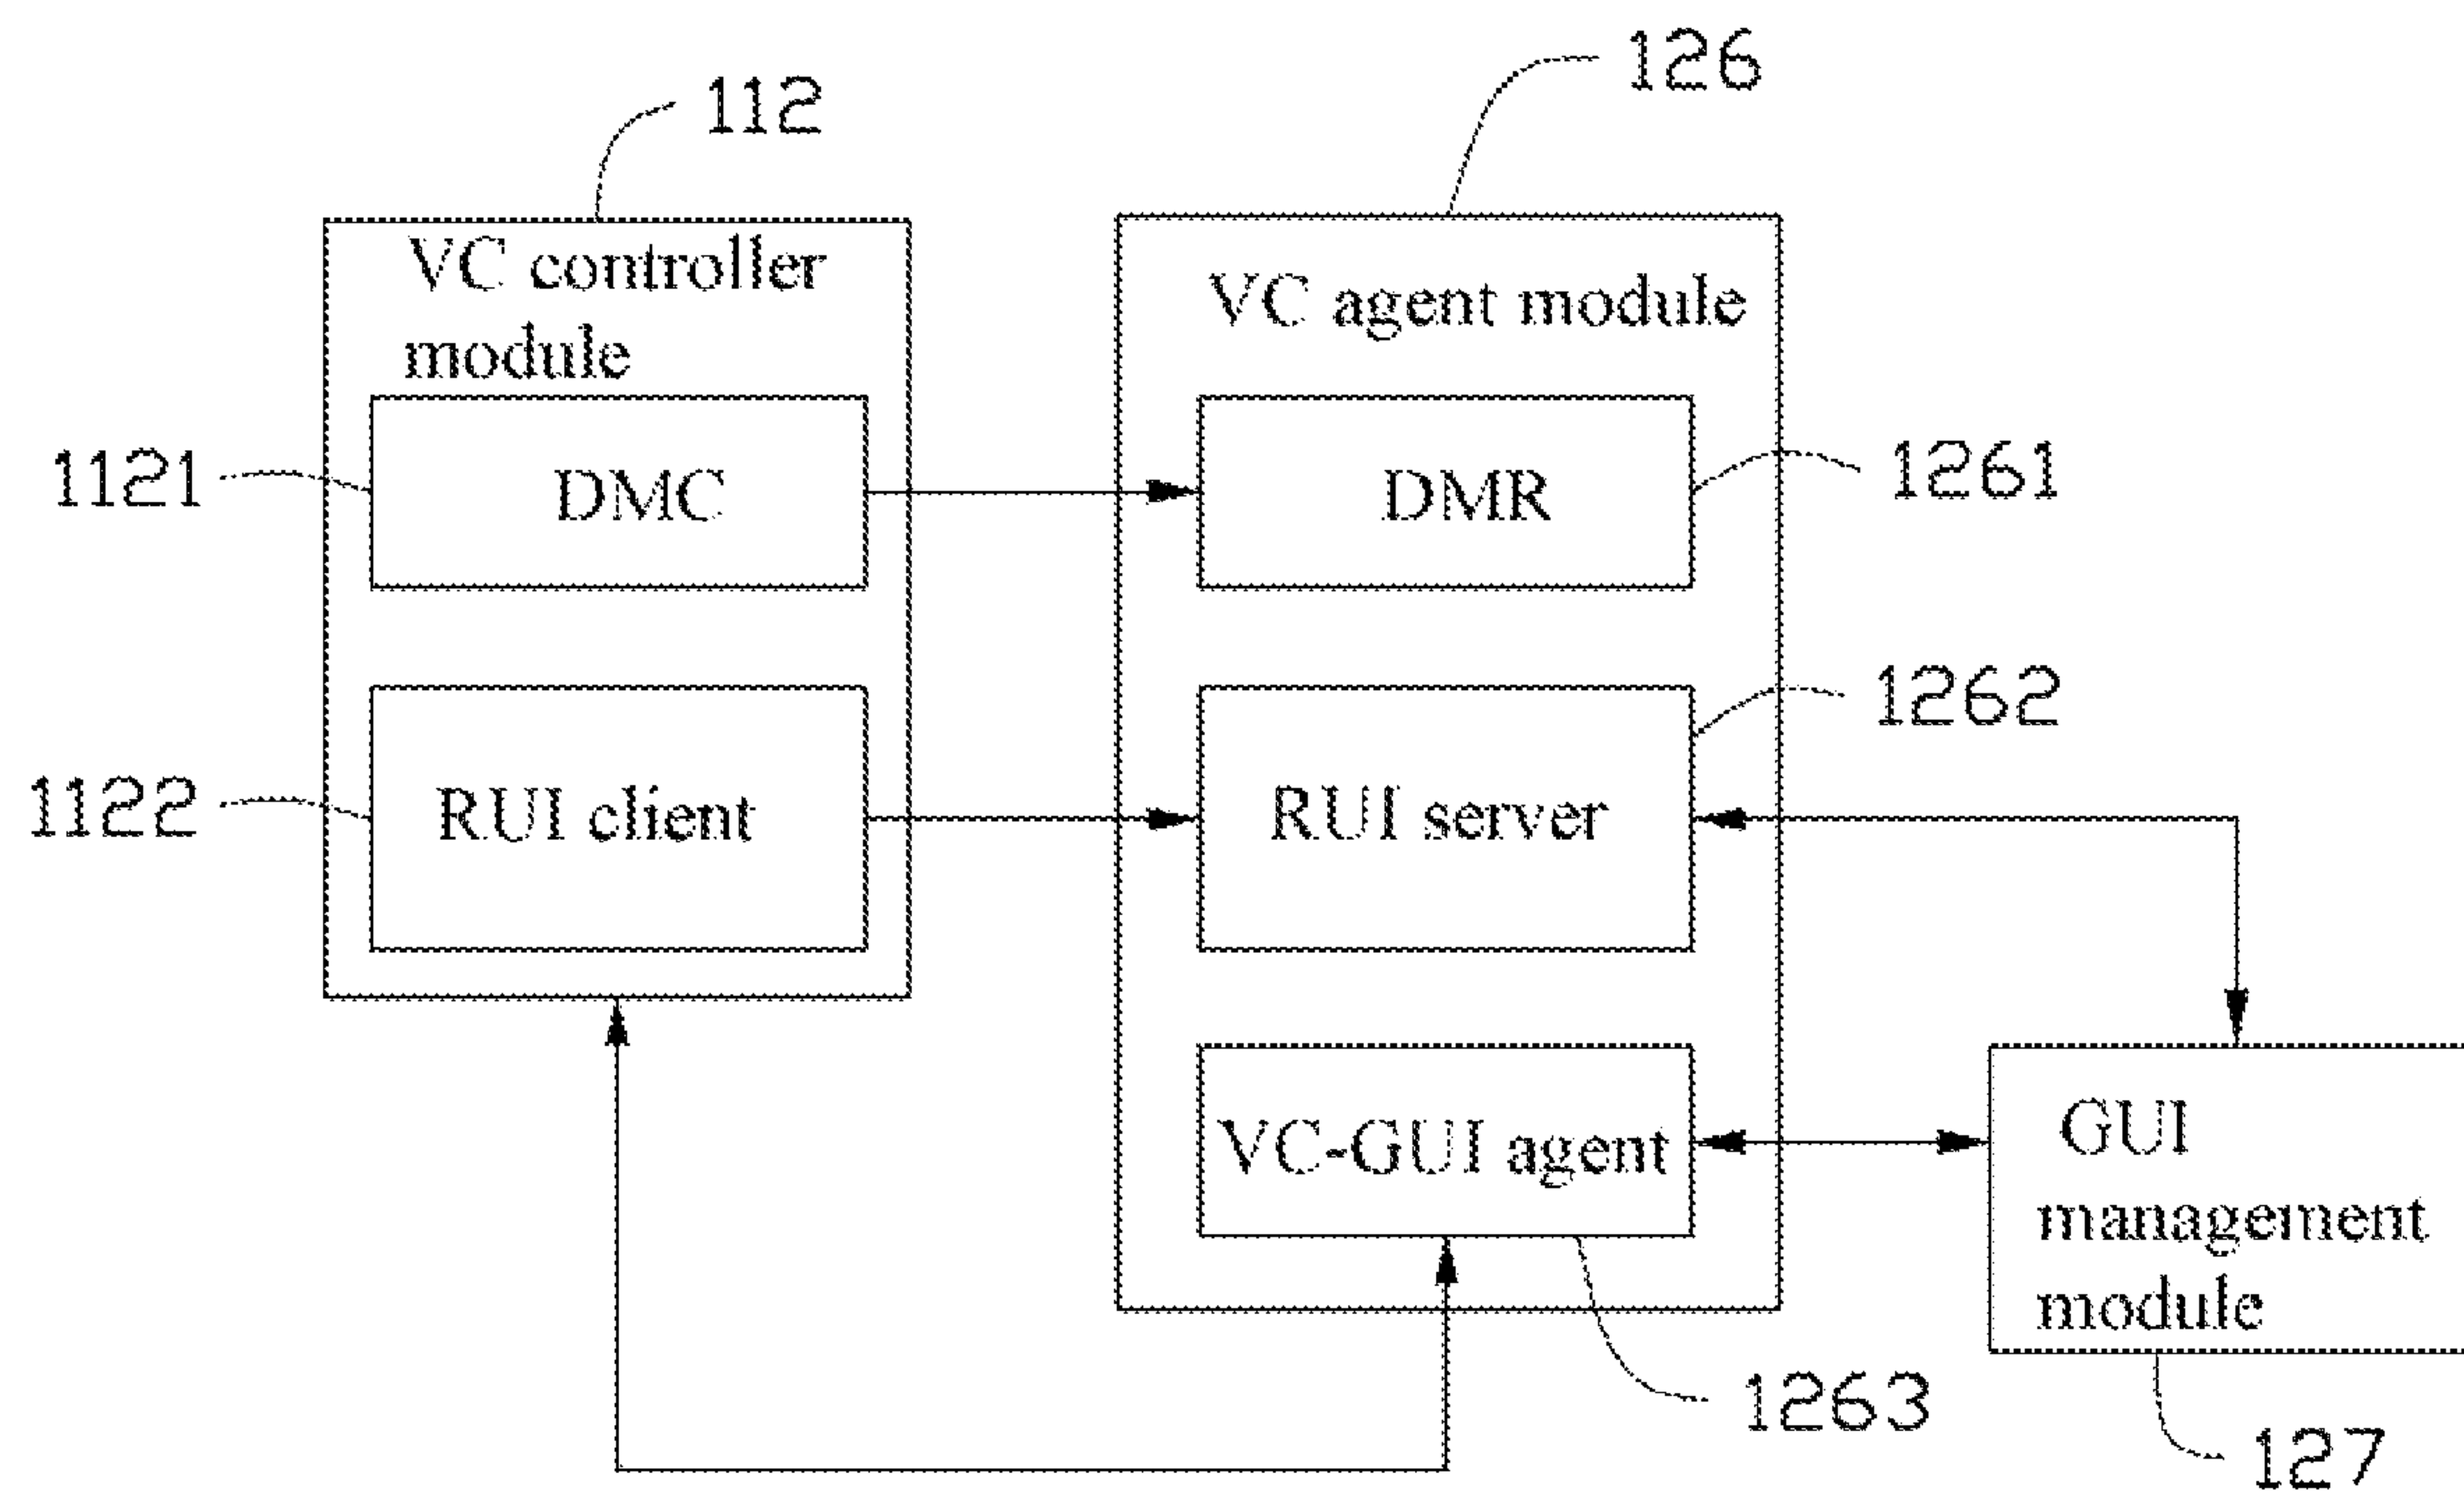 126
112
VC controller
module
VC agent module
1121
DMC
DMR
1261
1262
1122
RUI client
RUI server
VC-GUI agent
GUI
management
module
1263
127